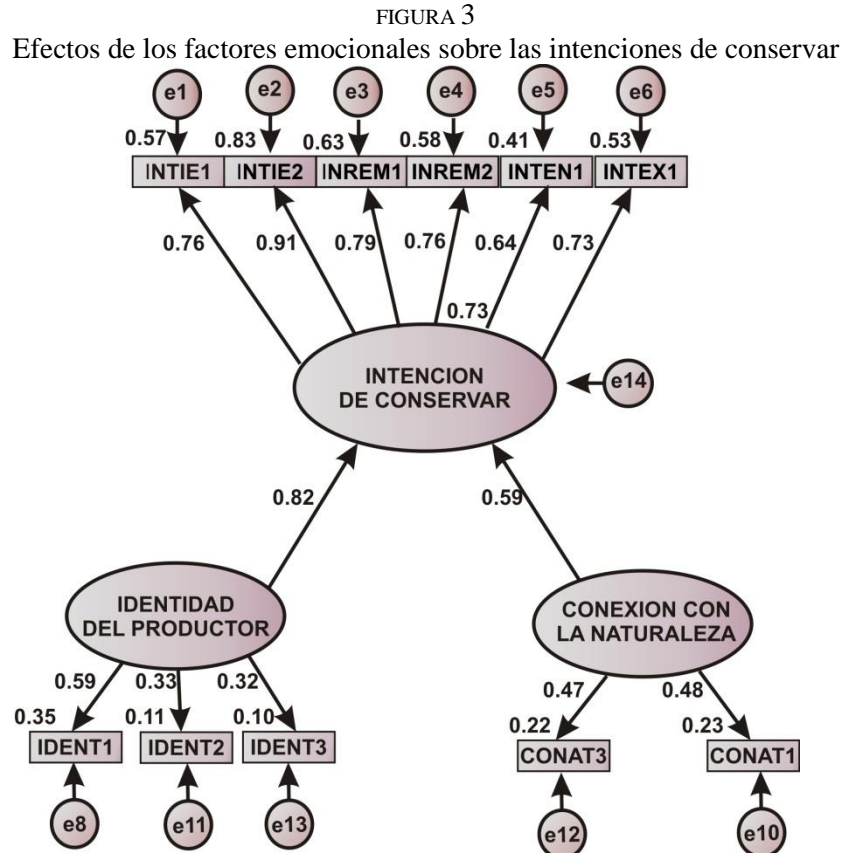 FIGURA 3
Efectos de los factores emocionales sobre las intenciones de conservar
e1 e2 e3 e4 e5 e6
0.57 0.83 0.63 0.58 0.41 0.53
INTIE1 INTIE2 INREM1 INREM2 INTEN1 INTEX1
0.76 0.91 0.79 0.76 0.64 0.73
0.73
INTENCION
DE CONSERVAR
e14
0.82 0.59
IDENTIDAD
DEL PRODUCTOR
CONEXION CON
LA NATURALEZA
0.59 0.33 0.32 0.47 0.48
0.35 0.11 0.10 0.22 0.23
IDENT1 IDENT2 IDENT3 CONAT3 CONAT1
e8 e11 e13 e12 e10